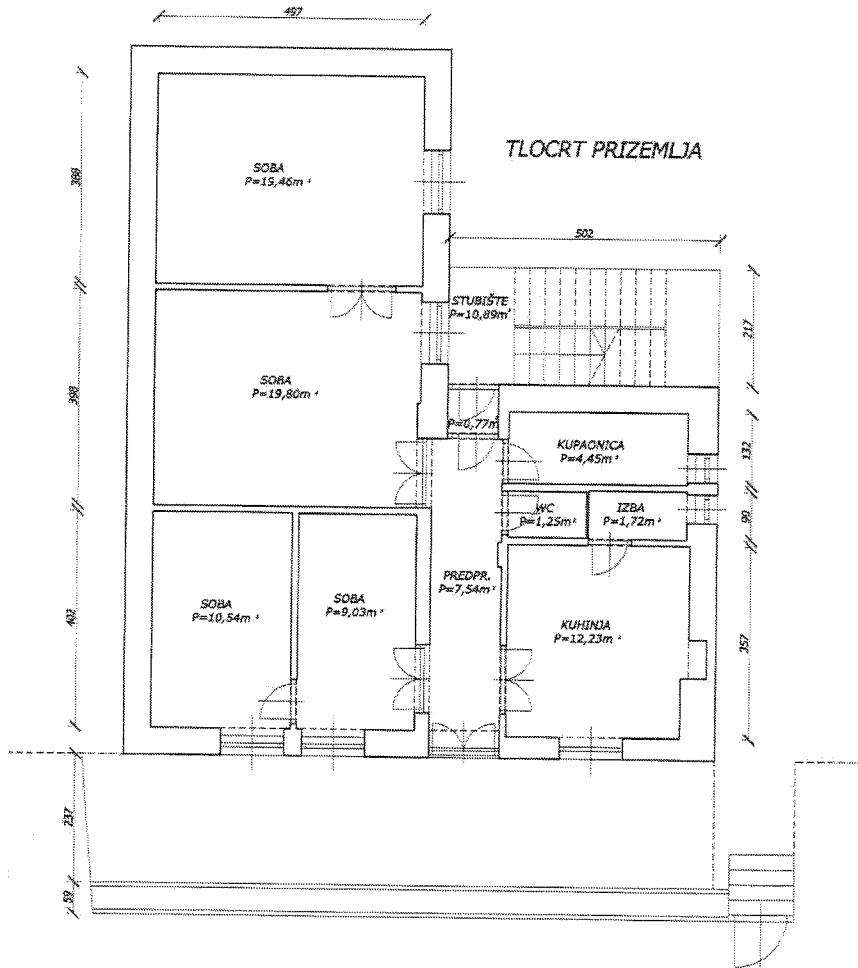 497
TLOCRT PRIZEMLJA
SOBA
P=19,46m²
388
502
STUBIŠTE
P=10,89m²
217
SOBA
P=19,80m²
398
P=0,77m²
KUPAONICA
P=4,45m²
132
WC
P=1,25m²
IZBA
P=1,72m²
90
PREDPR.
P=7,54m²
SOBA
P=10,54m²
SOBA
P=9,03m²
KUHINJA
P=12,23m²
402
357
237
59